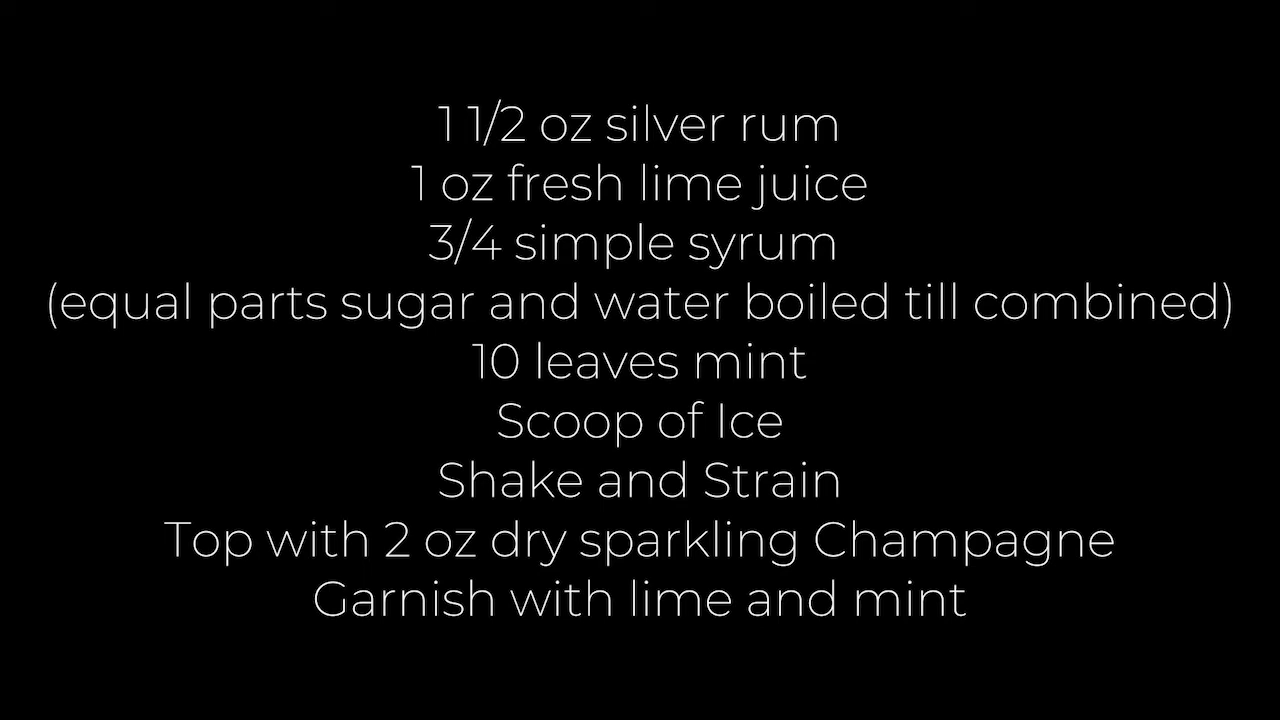 1 1/2 oz silver rum
1 oz fresh lime juice
3/4 simple syrum
(equal parts sugar and water boiled till combined)
10 leaves mint
Scoop of Ice
Shake and Strain
Top with 2 oz dry sparkling Champagne
Garnish with lime and mint